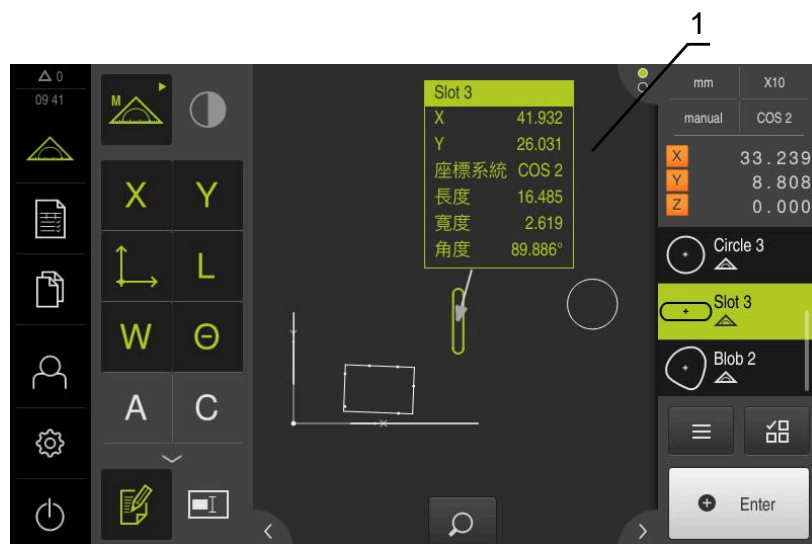 1
0
09 41
M
X Y
L
W Θ
A C
Slot 3
X 41.932
Y 26.031
座標系統 COS 2
長度 16.485
寬度 2.619
角度 89.886°
mm X10
manual COS 2
X 33.239
Y 8.808
Z 0.000
Circle 3
Slot 3
Blob 2
Enter